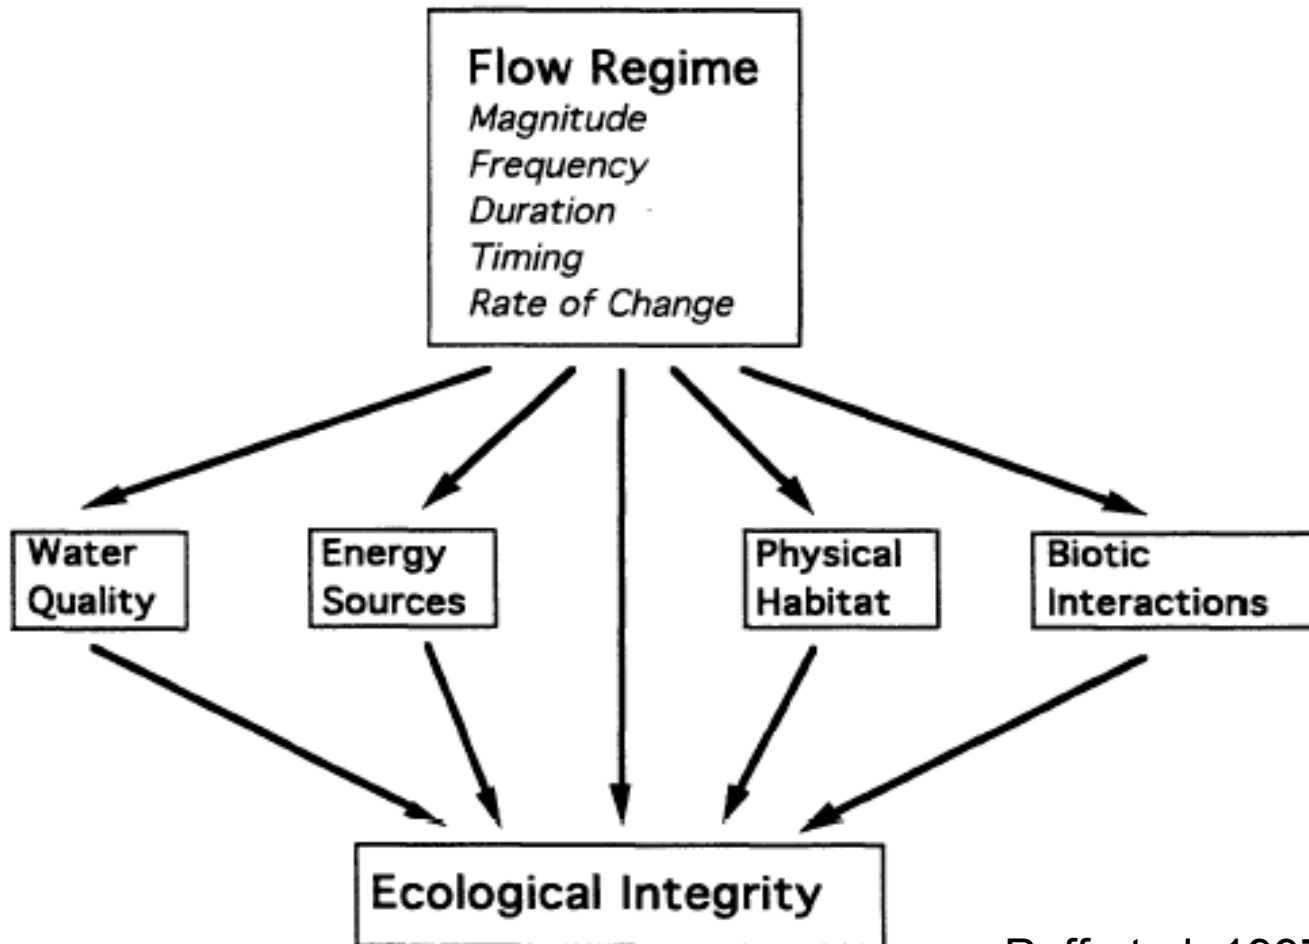 Flow Regime
Magnitude
Frequency
Duration
Timing
Rate of Change
Water
Quality
Energy
Sources
Physical
Habitat
Biotic
Interactions
Ecological Integrity